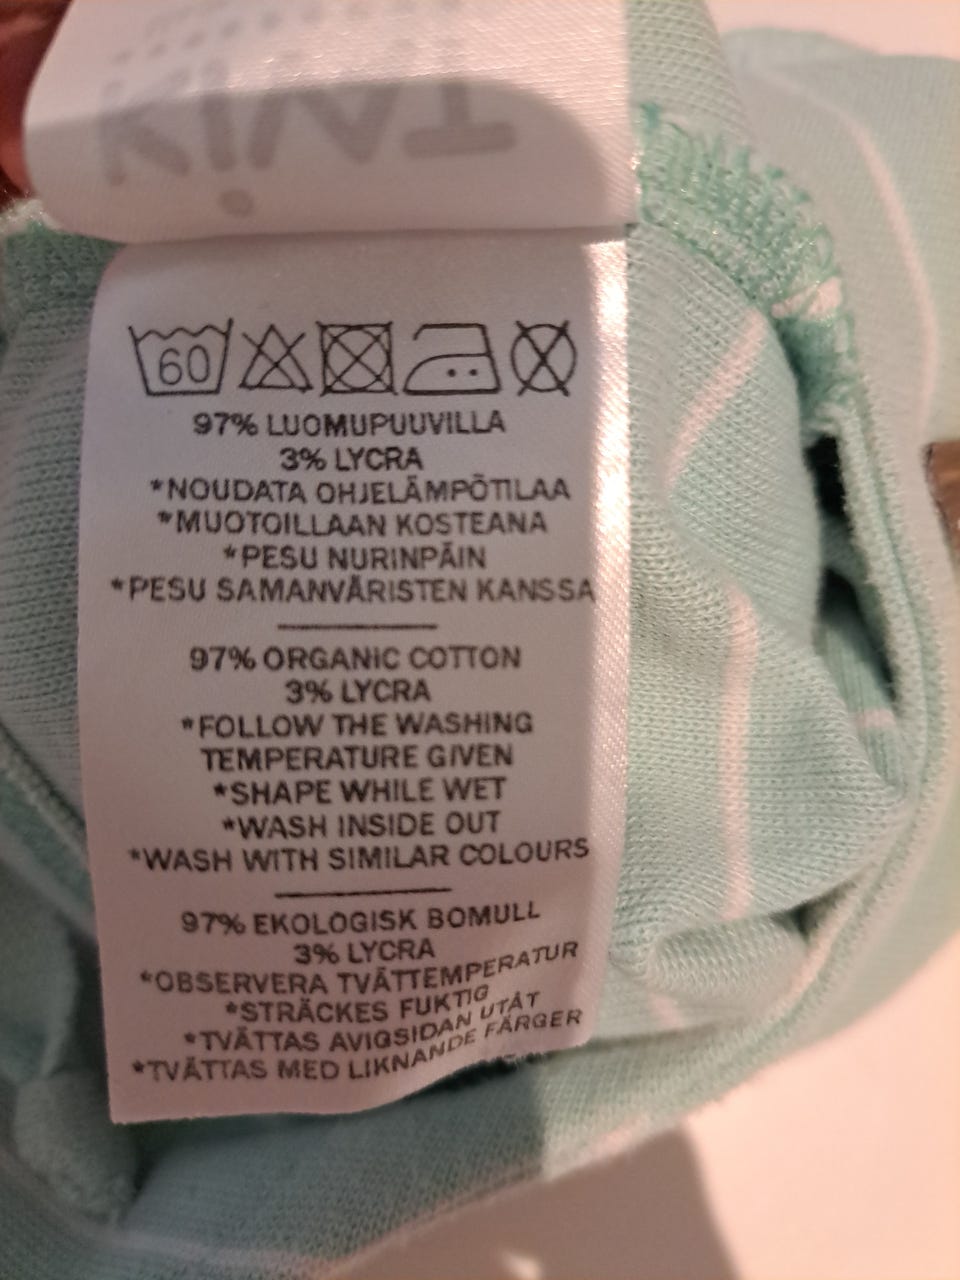 60
97% LUOMUPUUVILLA
3% LYCRA
*NOUDATA OHJELÄMPÖTILAA
*MUOTOILLAAN KOSTEANA
*PESU NURINPÄIN
*PESU SAMANVÄRISTEN KANSSA
97% ORGANIC COTTON
3% LYCRA
*FOLLOW THE WASHING
TEMPERATURE GIVEN
*SHAPE WHILE WET
*WASH INSIDE OUT
*WASH WITH SIMILAR COLOURS
97% EKOLOGISK BOMULL
3% LYCRA
*OBSERVERA TVÄTTEMPERATUR
*STRÄCKES FUKTIG
*TVÄTTAS AVIGSIDAN UTÅT
*TVÄTTAS MED LIKNANDE FÄRGER